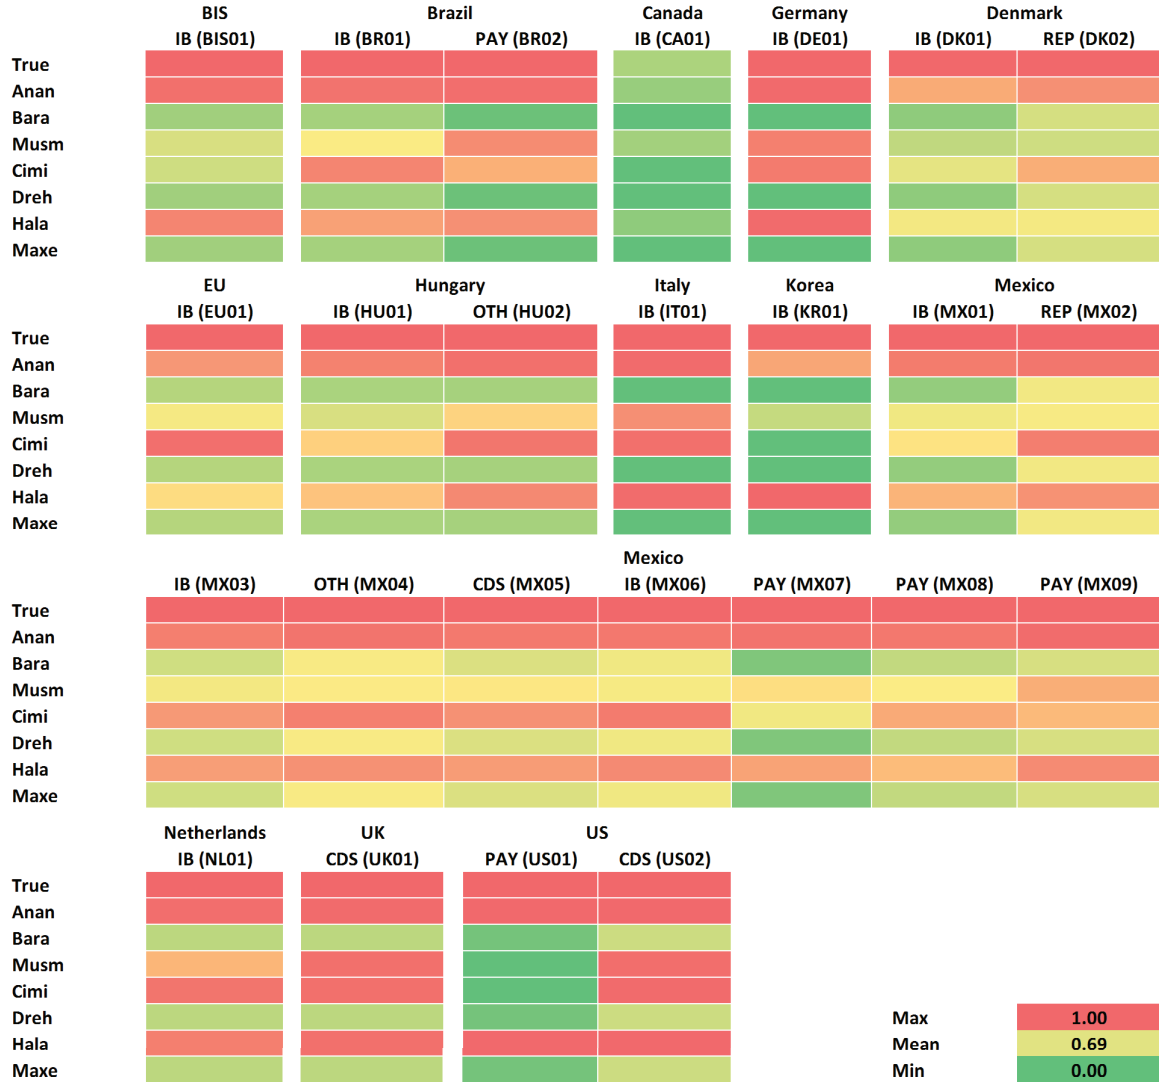 BIS Brazil Canada Germany Denmark
IB (BIS01) IB (BR01) PAY (BR02) IB (CA01) IB (DE01) IB (DK01) REP (DK02)
True
Anan
Bara
Musm
Cimi
Dreh
Hala
Maxe
EU Hungary Italy Korea Mexico
IB (EU01) IB (HU01) OTH (HU02) IB (IT01) IB (KR01) IB (MX01) REP (MX02)
True
Anan
Bara
Musm
Cimi
Dreh
Hala
Maxe
Mexico
IB (MX03) OTH (MX04) CDS (MX05) IB (MX06) PAY (MX07) PAY (MX08) PAY (MX09)
True
Anan
Bara
Musm
Cimi
Dreh
Hala
Maxe
Netherlands UK US
IB (NL01) CDS (UK01) PAY (US01) CDS (US02)
True
Anan
Bara
Musm
Cimi
Dreh Max 1.00
Hala Mean 0.69
Maxe Min 0.00